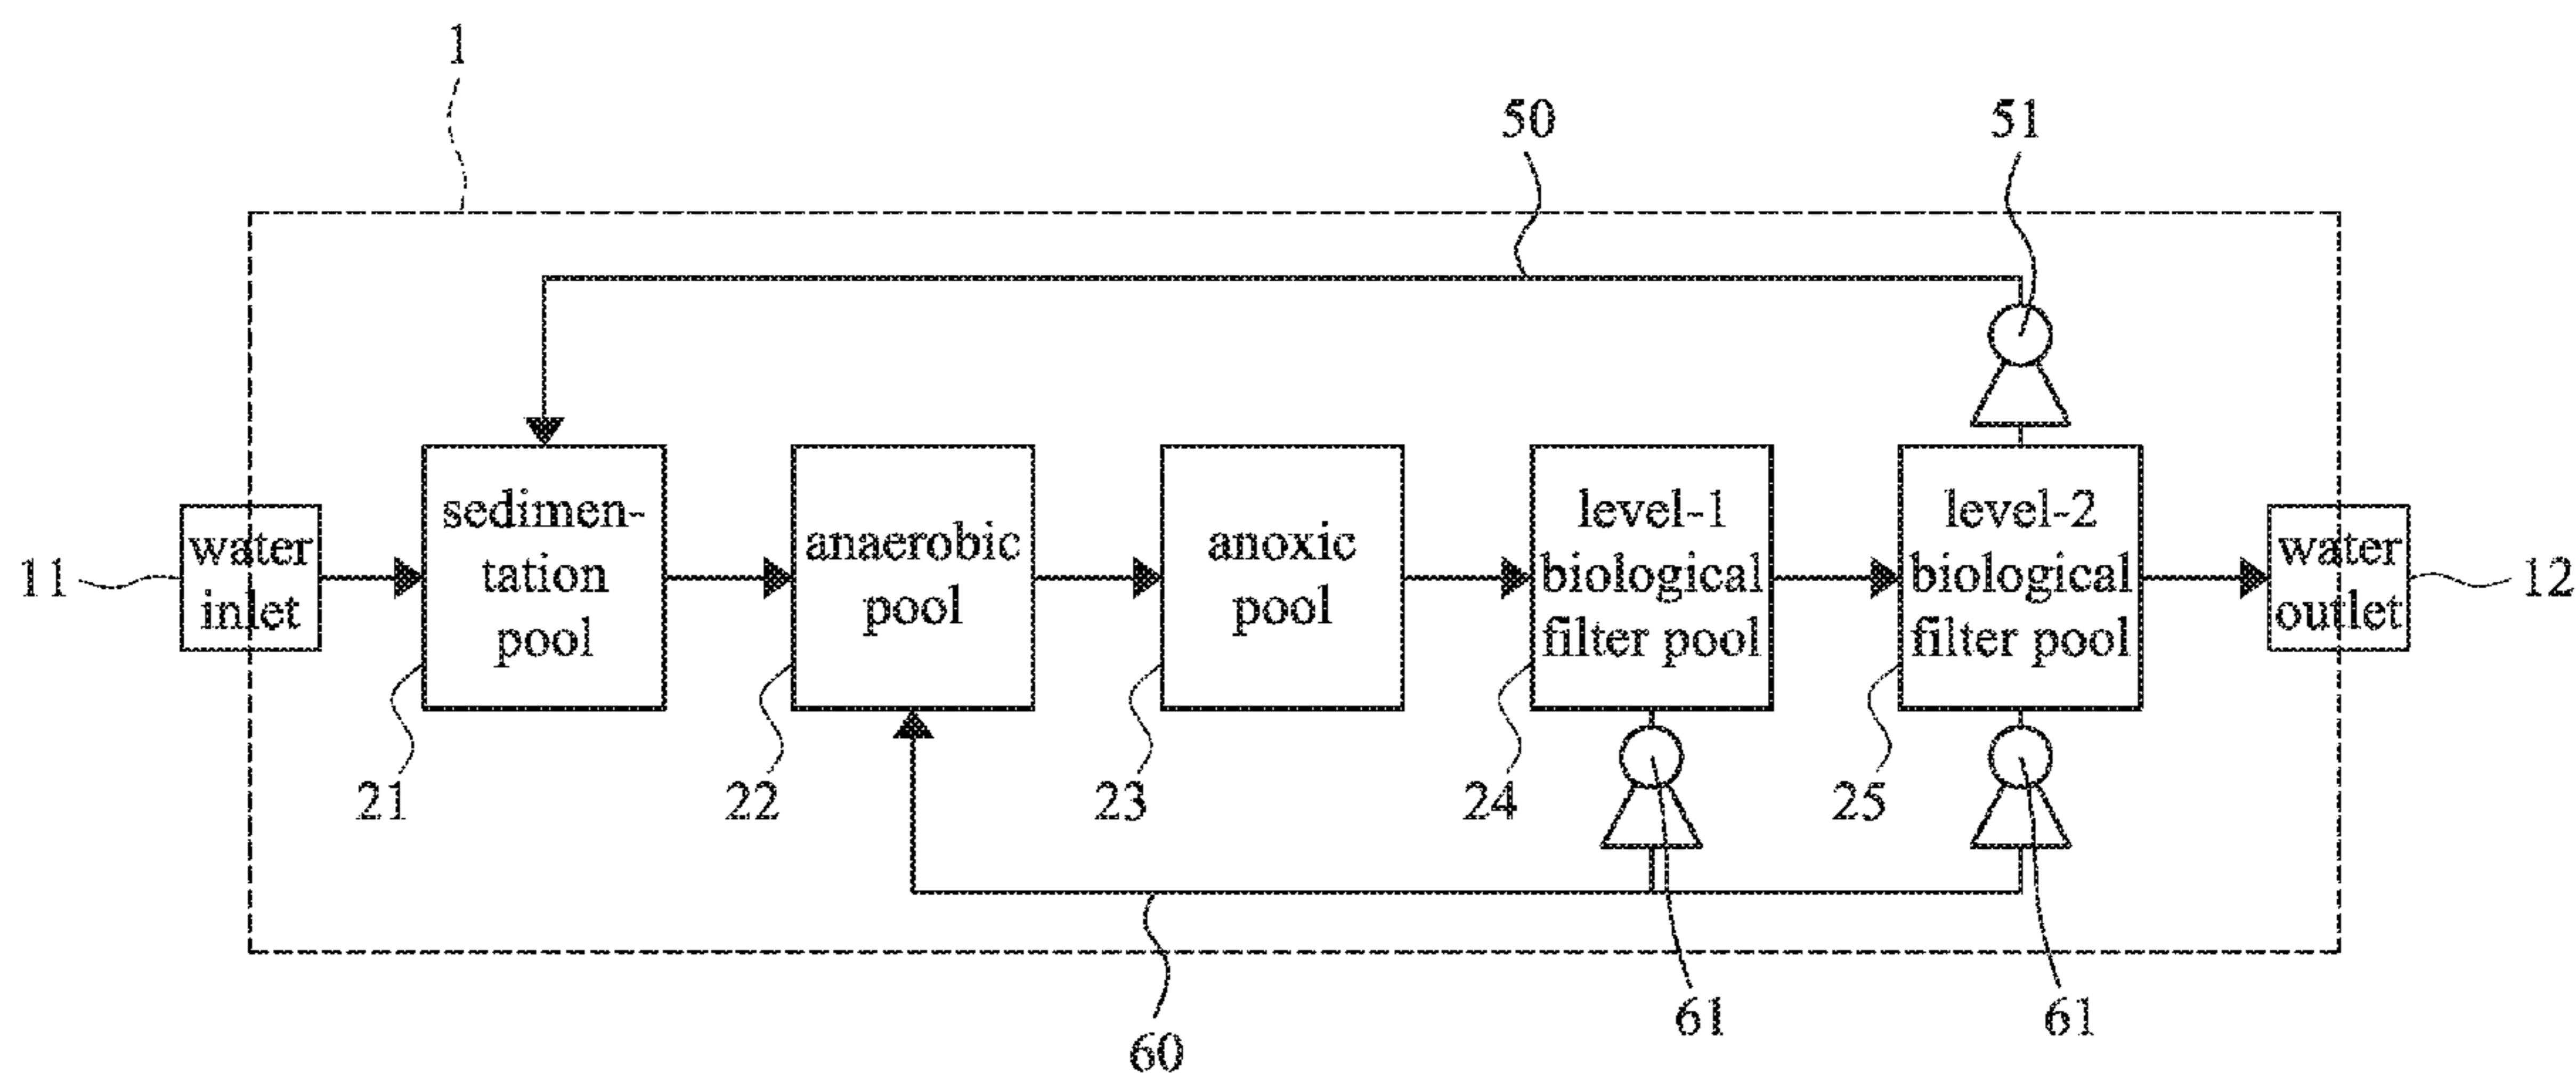 1
50
51
11
water
inlet
sedimen-
tation
pool
anaerobic
pool
anoxic
pool
level-1
biological
filter pool
level-2
biological
filter pool
water
outlet
12
21
22
23
24
25
60
61
61